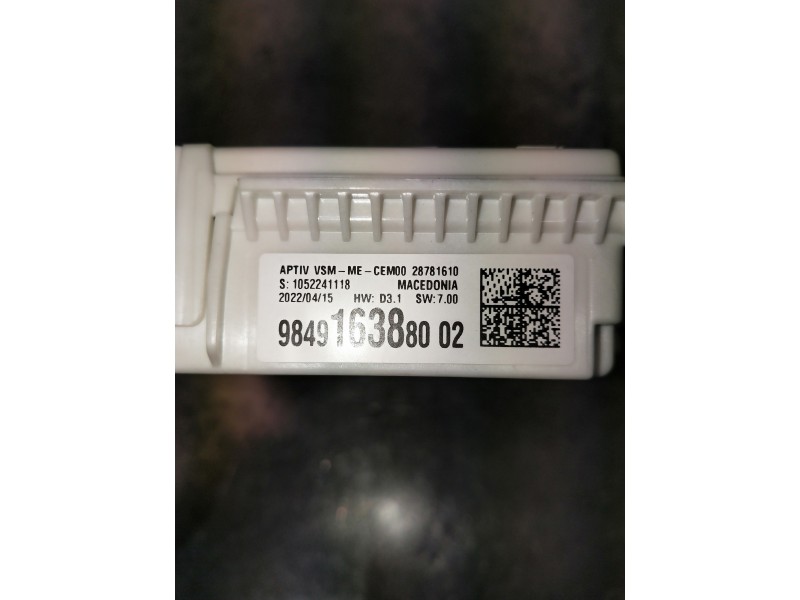 APTIV VSM-ME-CEM00 28781610
S: 1052241118 MACEDONIA
2022/04/15 HW: D3.1 SW: 7.00
9849163880 02